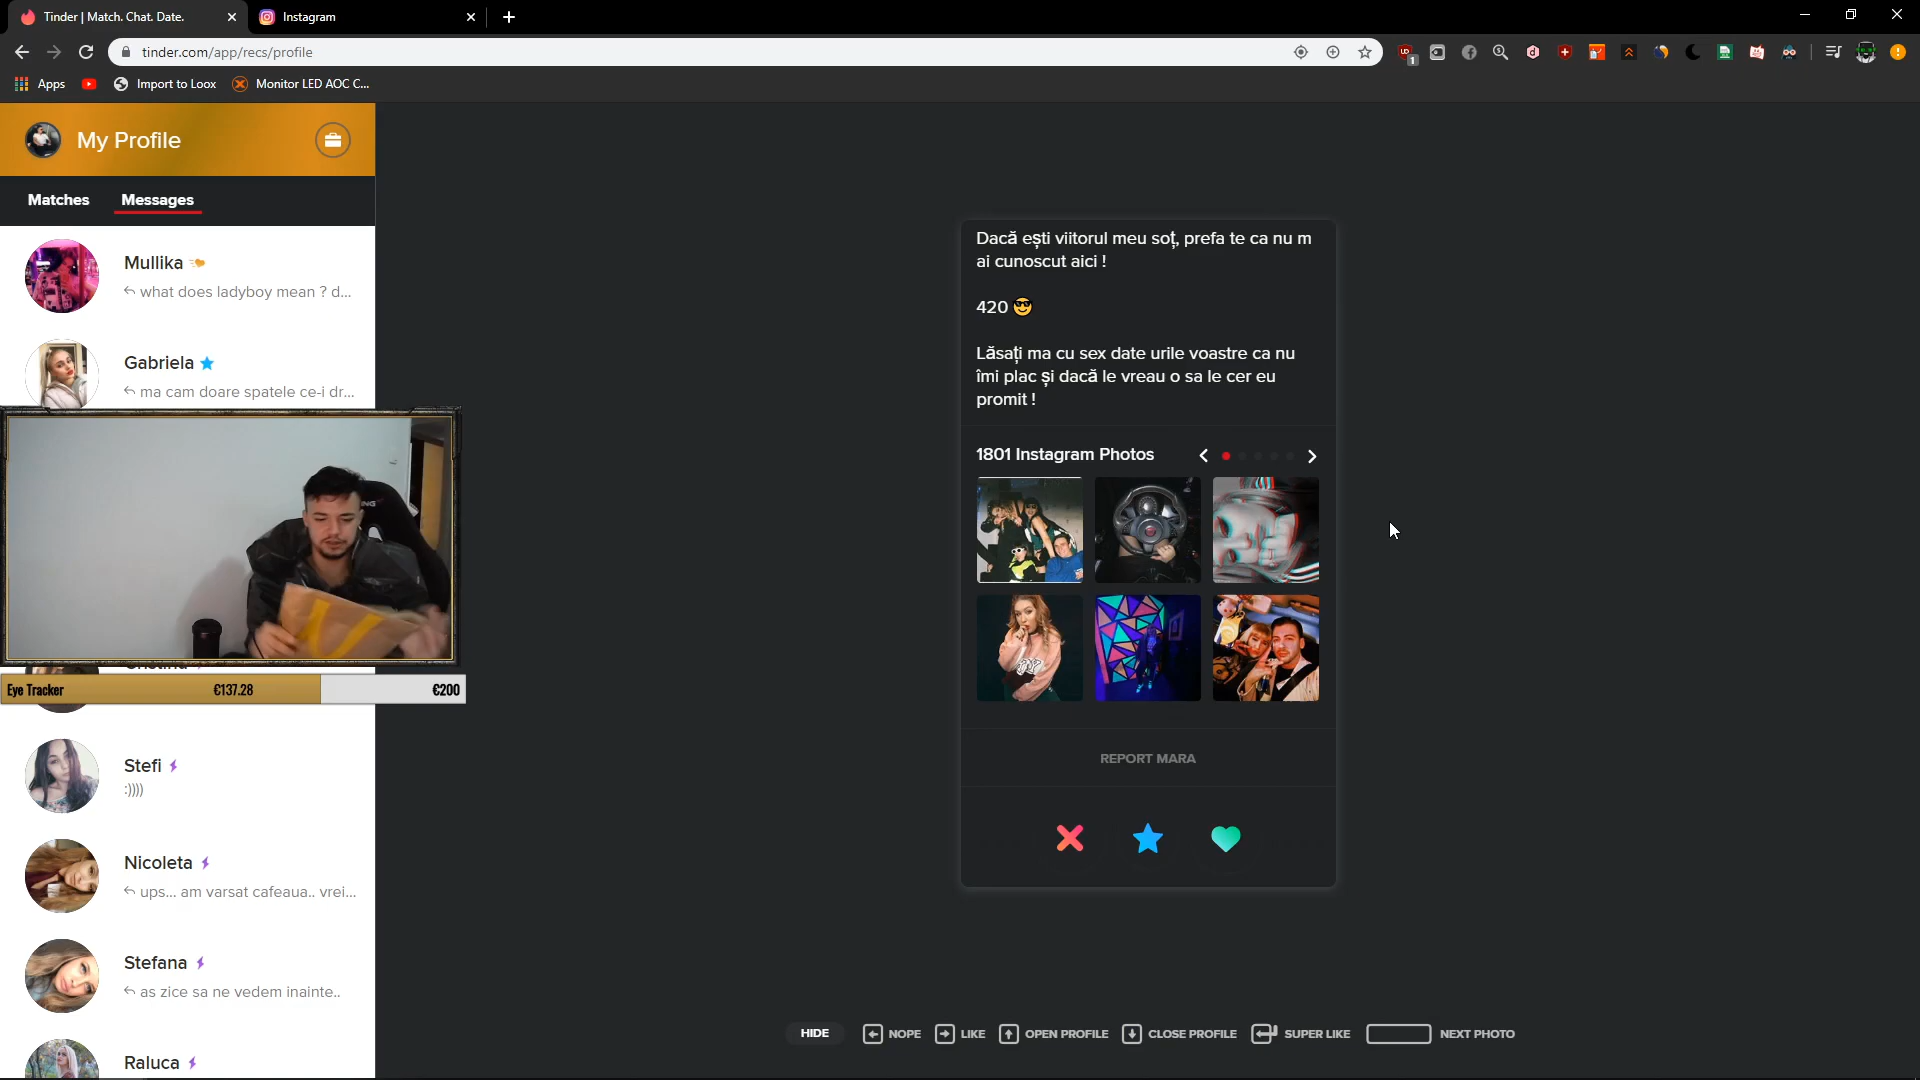 Tinder | Match. Chat. Date.
Instagram
tinder.com/app/recs/profile
1
Apps
Import to Loox
Monitor LED AOC C...
My Profile
Matches
Messages
Mullika
what does ladyboy mean ? d...
Gabriela
ma cam doare spatele ce-i dr...
Eye Tracker
€137.28
€200
Stefi
:))))
Nicoleta
ups... am varsat cafeaua.. vrei...
Stefana
as zice sa ne vedem inainte..
Raluca
Dacă ești viitorul meu soț, prefa te ca nu m
ai cunoscut aici !
420 😎
Lăsați ma cu sex date urile voastre ca nu
îmi plac și dacă le vreau o sa le cer eu
promit !
1801 Instagram Photos
REPORT MARA
HIDE
NOPE
LIKE
OPEN PROFILE
CLOSE PROFILE
SUPER LIKE
NEXT PHOTO